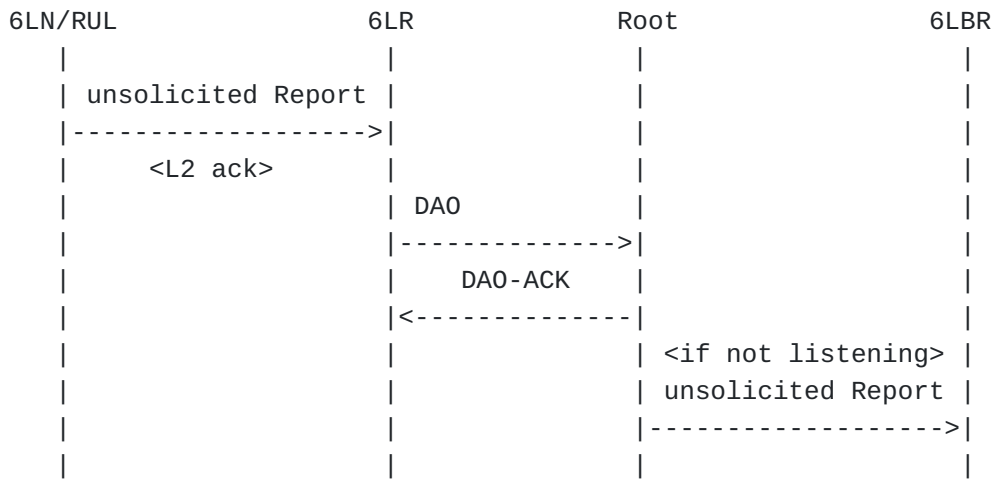 6LN/RUL 6LR Root 6LBR
unsolicited Report
<L2 ack>
DAO
DAO-ACK
<if not listening>
unsolicited Report